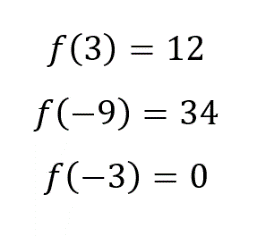 f(3) = 12
f(−9) = 34
f(−3) = 0